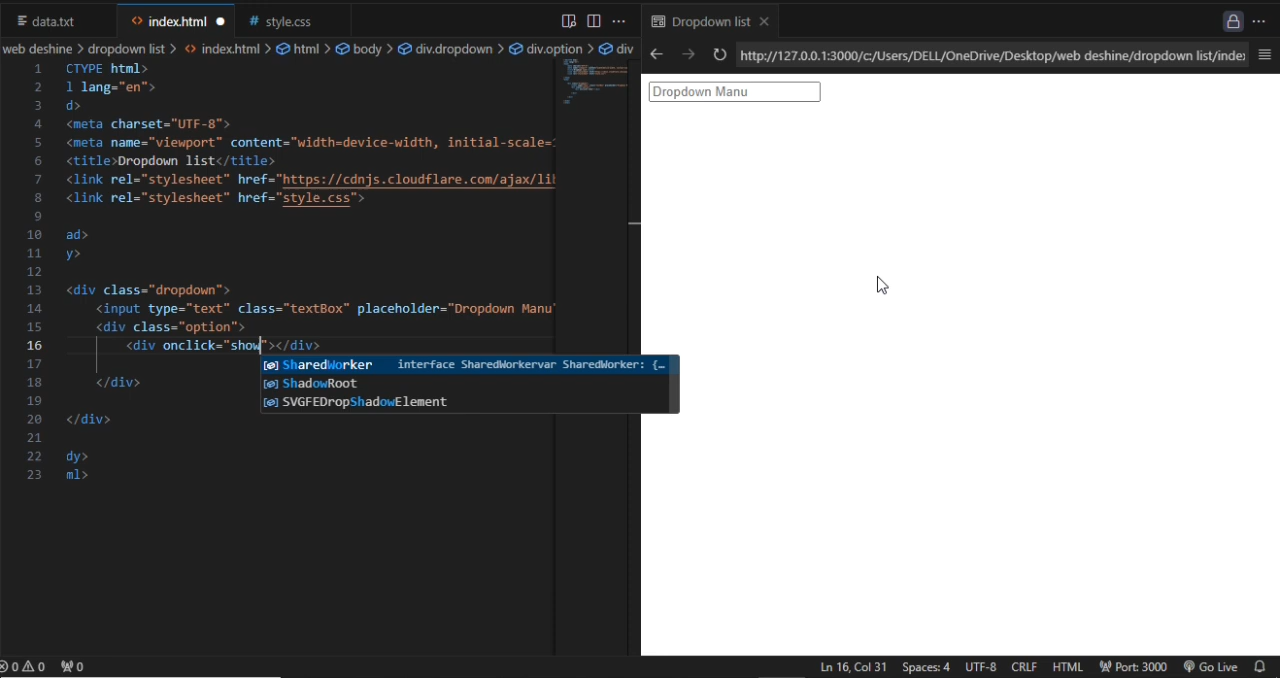 data.txt
index.html
# style.css
Dropdown list
web deshine > dropdown list > index.html > html > body > div.dropdown > div.option > div
http://127.0.0.1:3000/c/Users/DELL/OneDrive/Desktop/web deshine/dropdown list/index
Dropdown Manu
1 CTYPE html>
2 l lang="en">
3 d>
4 <meta charset="UTF-8">
5 <meta name="viewport" content="width=device-width, initial-scale=1
6 <title>Dropdown list</title>
7 <link rel="stylesheet" href="https://cdnjs.cloudflare.com/ajax/lib
8 <link rel="stylesheet" href="style.css">
9
10 ad>
11 y>
12
13 <div class="dropdown">
14 <input type="text" class="textBox" placeholder="Dropdown Manu"
15 <div class="option">
16 <div onclick="show"></div>
17
18 </div>
19
20 </div>
21
22 dy>
23 ml>
SharedWorker interface SharedWorkervar SharedWorker: {…
ShadowRoot
SVGFEDropShadowElement
0 0 0
Ln 16, Col 31 Spaces: 4 UTF-8 CRLF HTML Port: 3000 Go Live